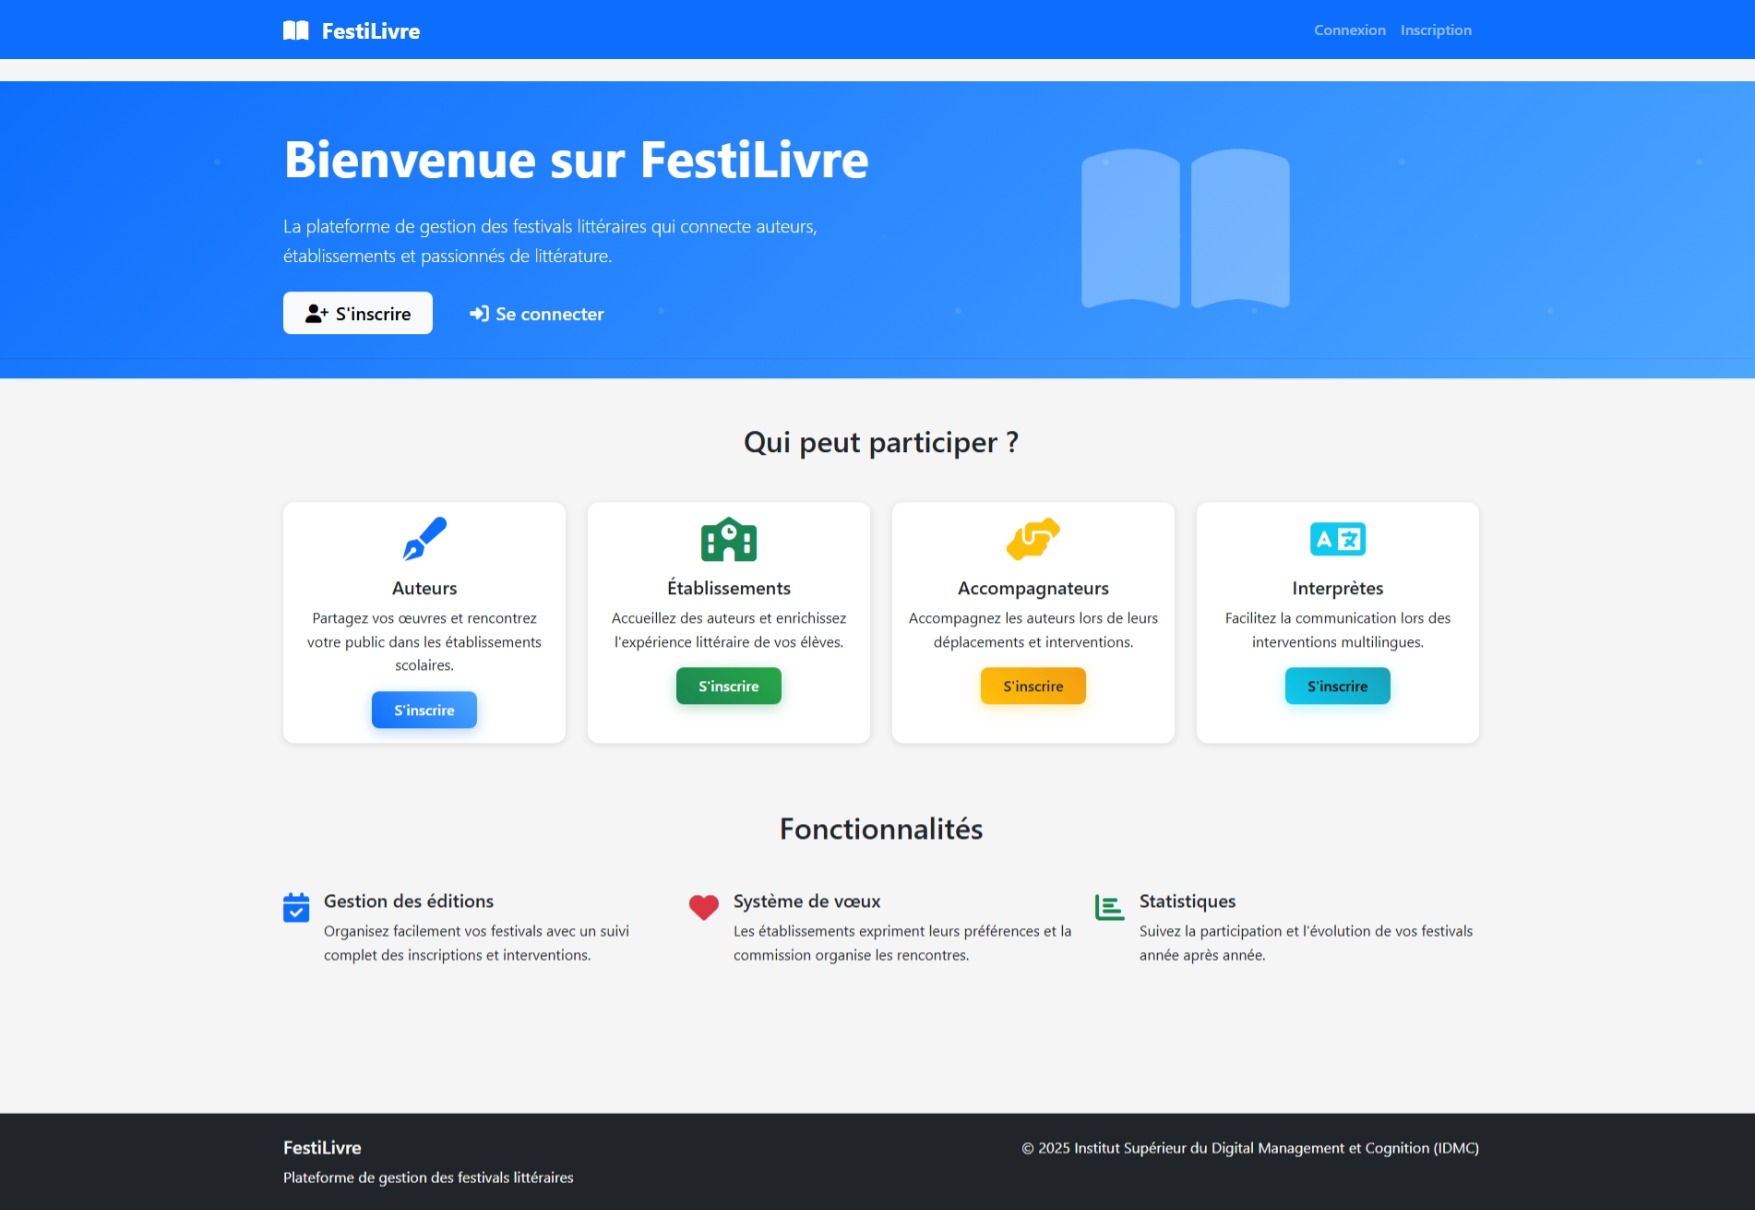 FestiLivre
Connexion Inscription
Bienvenue sur FestiLivre
La plateforme de gestion des festivals littéraires qui connecte auteurs,
établissements et passionnés de littérature.
S'inscrire
Se connecter
Qui peut participer ?
Auteurs
Partagez vos œuvres et rencontrez
votre public dans les établissements
scolaires.
S'inscrire
Établissements
Accueillez des auteurs et enrichissez
l'expérience littéraire de vos élèves.
S'inscrire
Accompagnateurs
Accompagnez les auteurs lors de leurs
déplacements et interventions.
S'inscrire
A 文
Interprètes
Facilitez la communication lors des
interventions multilingues.
S'inscrire
Fonctionnalités
Gestion des éditions
Organisez facilement vos festivals avec un suivi
complet des inscriptions et interventions.
Système de vœux
Les établissements expriment leurs préférences et la
commission organise les rencontres.
Statistiques
Suivez la participation et l'évolution de vos festivals
année après année.
FestiLivre
Plateforme de gestion des festivals littéraires
© 2025 Institut Supérieur du Digital Management et Cognition (IDMC)